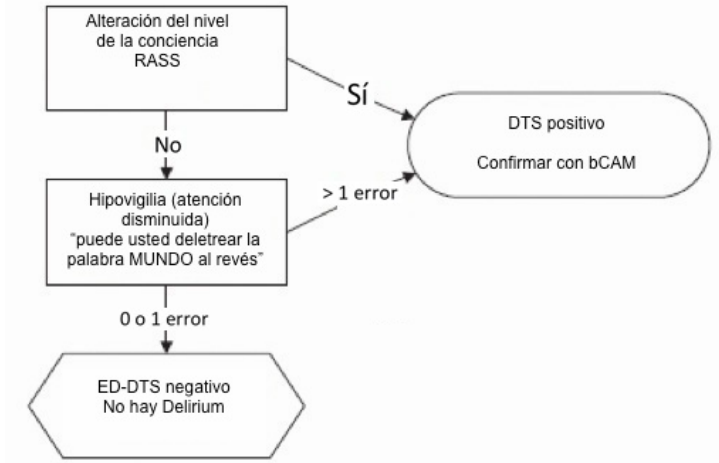 Alteración del nivel
de la conciencia
RASS
Sí
DTS positivo
Confirmar con bCAM
No
Hipovigilia (atención
disminuida)
“puede usted deletrear la
palabra MUNDO al revés”
> 1 error
0 o 1 error
ED-DTS negativo
No hay Delirium